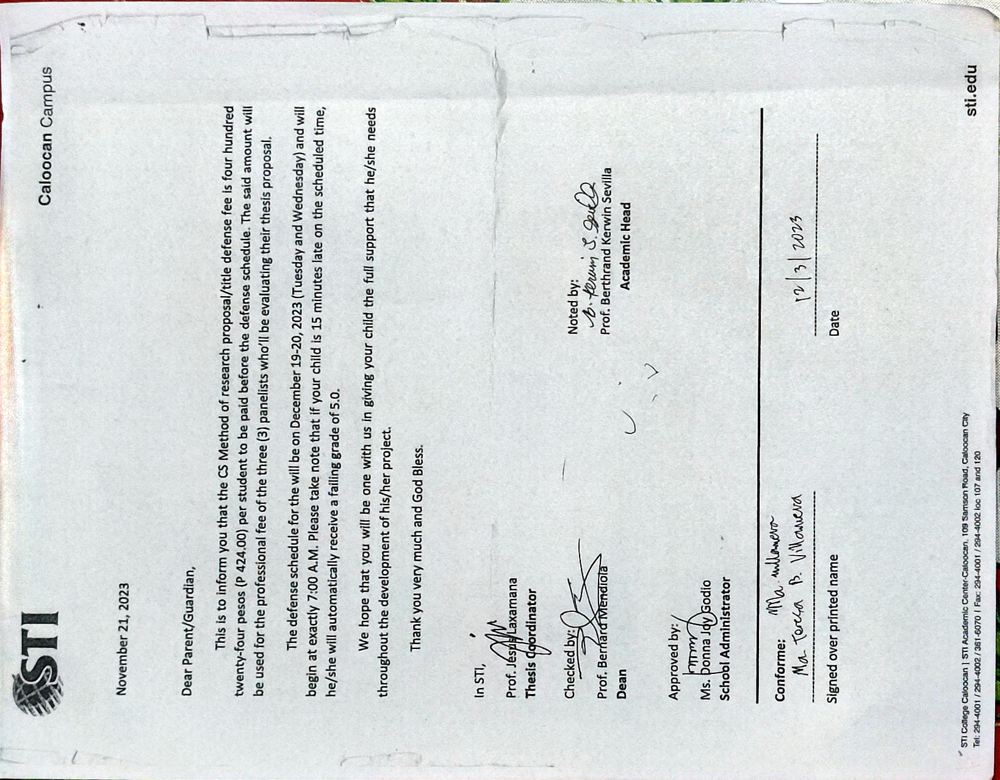 STI
Caloocan Campus
November 21, 2023
Dear Parent/Guardian,
This is to inform you that the CS Method of research proposal/title defense fee is four hundred
twenty-four pesos (P 424.00) per student to be paid before the defense schedule. The said amount will
be used for the professional fee of the three (3) panelists who'll be evaluating their thesis proposal.
The defense schedule for the will be on December 19-20, 2023 (Tuesday and Wednesday) and will
begin at exactly 7:00 A.M. Please take note that if your child is 15 minutes late on the scheduled time,
he/she will automatically receive a failing grade of 5.0.
We hope that you will be one with us in giving your child the full support that he/she needs
throughout the development of his/her project.
Thank you very much and God Bless.
In STI,
Prof. Jesus Laxamana
Thesis Coordinator
Checked by:
Prof. Bernard Mendiola
Dean
Noted by:
Prof. Berthrand Kerwin Sevilla
Academic Head
Approved by:
Ms. Donna Joy Godio
School Administrator
Conforme:
Ma Teresa B. Villanueva
Signed over printed name
12/3/2023
Date
STI College Caloocan | STI Academic Center-Caloocan, 109 Samson Road, Caloocan City
Tel: 294-4001 / 294-4002 / 361-6070 I Fax: 294-4001 / 294-4002 loc 107 and 120
sti.edu